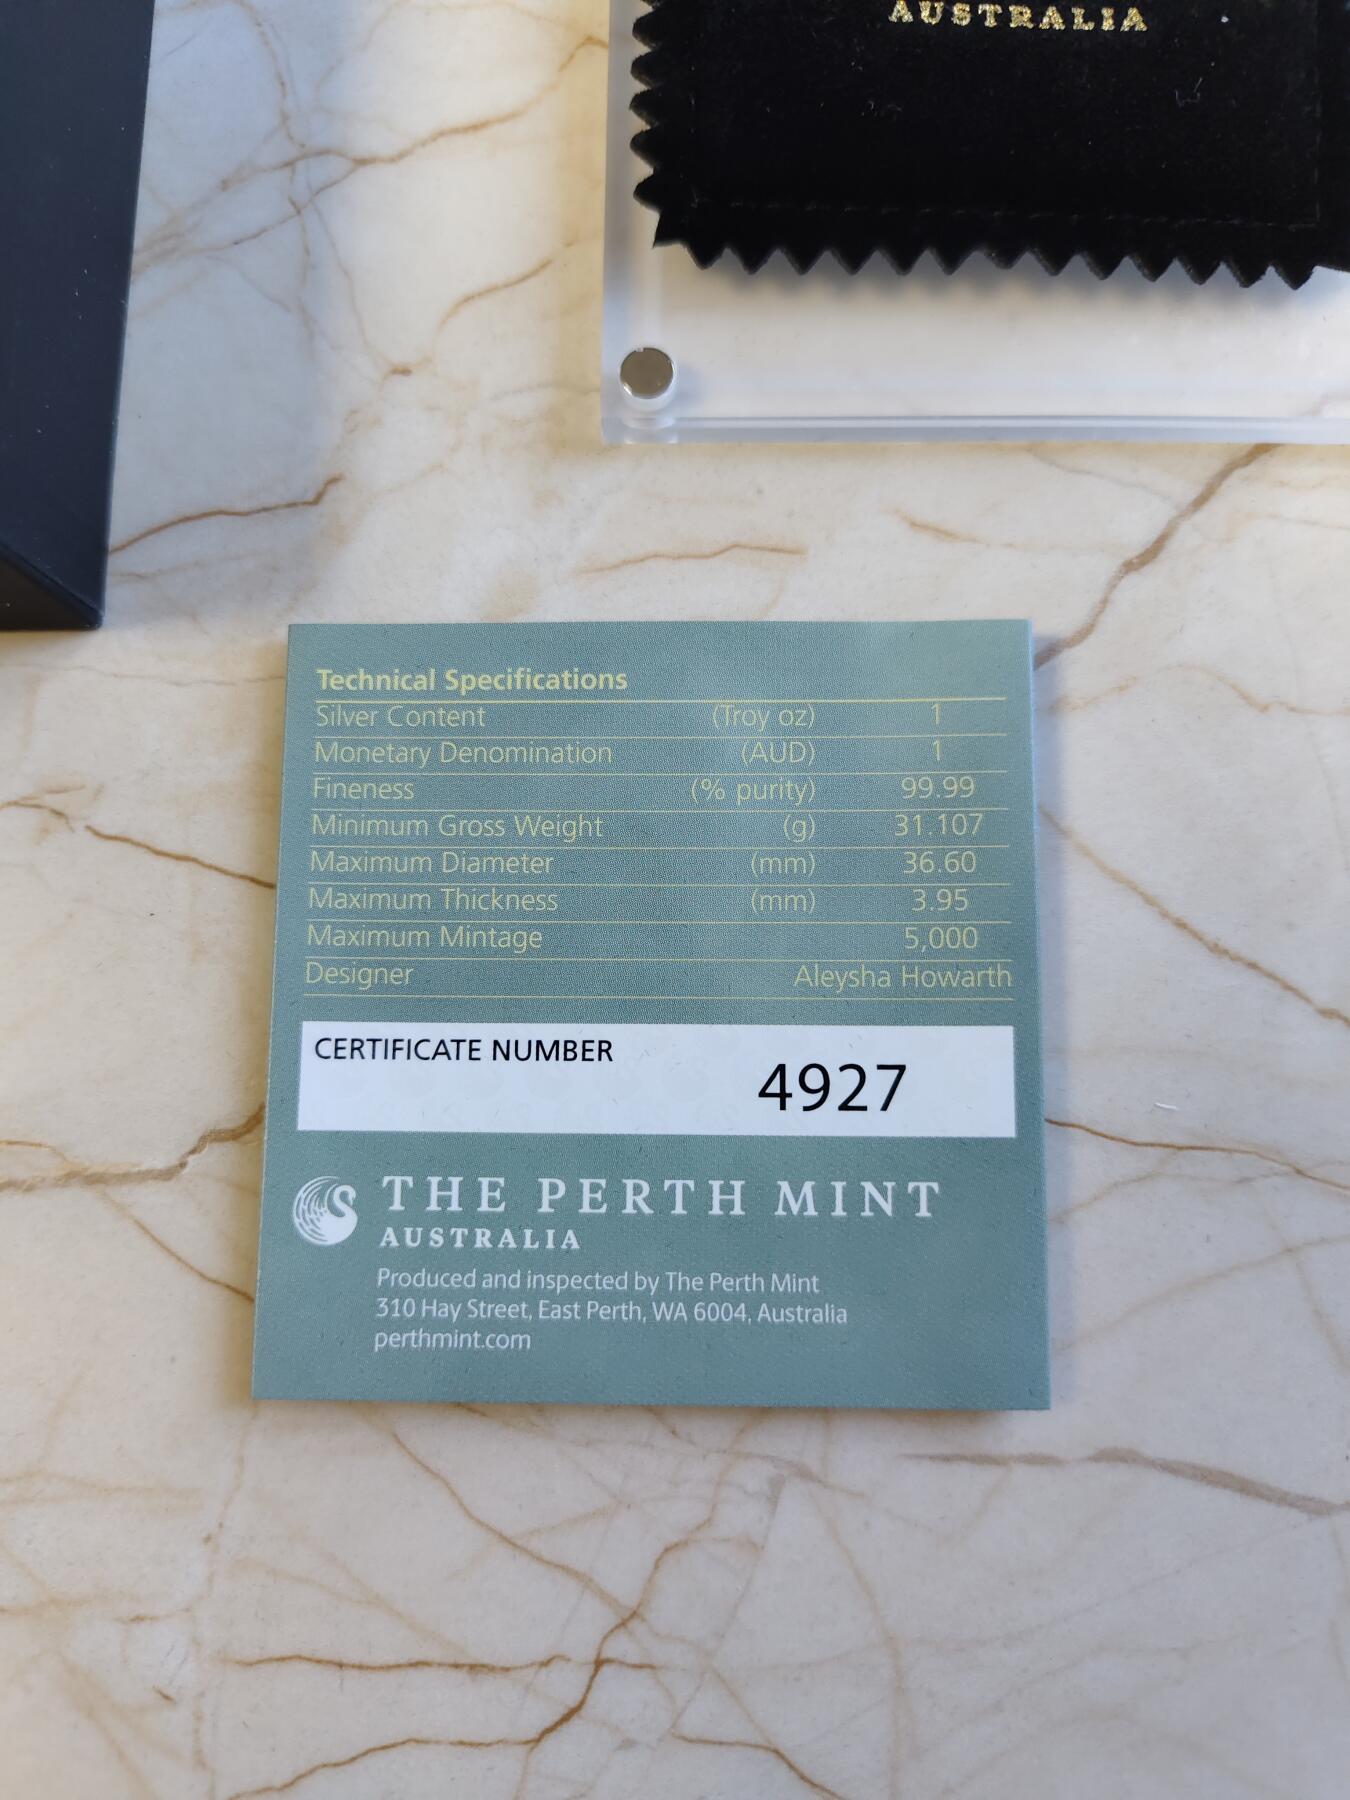 AUSTRALIA
Technical Specifications
Silver Content (Troy oz) 1
Monetary Denomination (AUD) 1
Fineness (% purity) 99.99
Minimum Gross Weight (g) 31.107
Maximum Diameter (mm) 36.60
Maximum Thickness (mm) 3.95
Maximum Mintage 5,000
Designer Aleysha Howarth
CERTIFICATE NUMBER
4927
THE PERTH MINT
AUSTRALIA
Produced and inspected by The Perth Mint
310 Hay Street, East Perth, WA 6004, Australia
perthmint.com